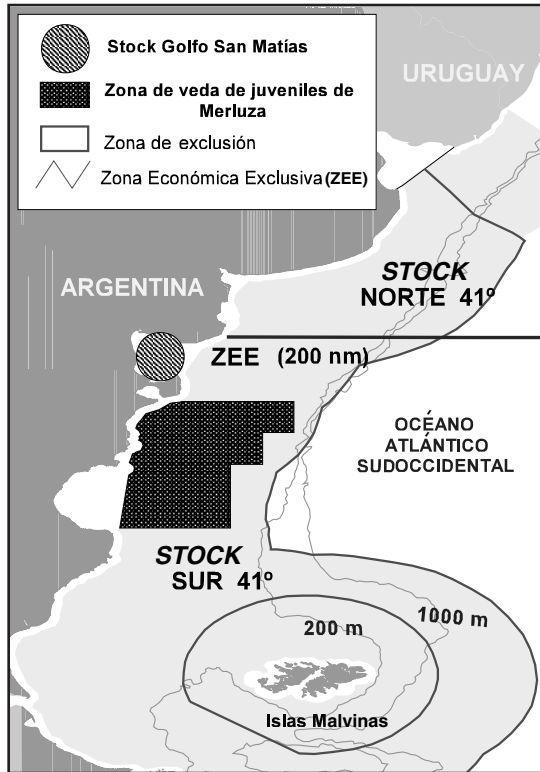 Stock Golfo San Matías
Zona de veda de juveniles de
Merluza
Zona de exclusión
Zona Económica Exclusiva (ZEE)
URUGUAY
ARGENTINA
STOCK
NORTE 41º
ZEE (200 nm)
OCÉANO
ATLÁNTICO
SUDOCCIDENTAL
STOCK
SUR 41º
1000 m
200 m
Islas Malvinas